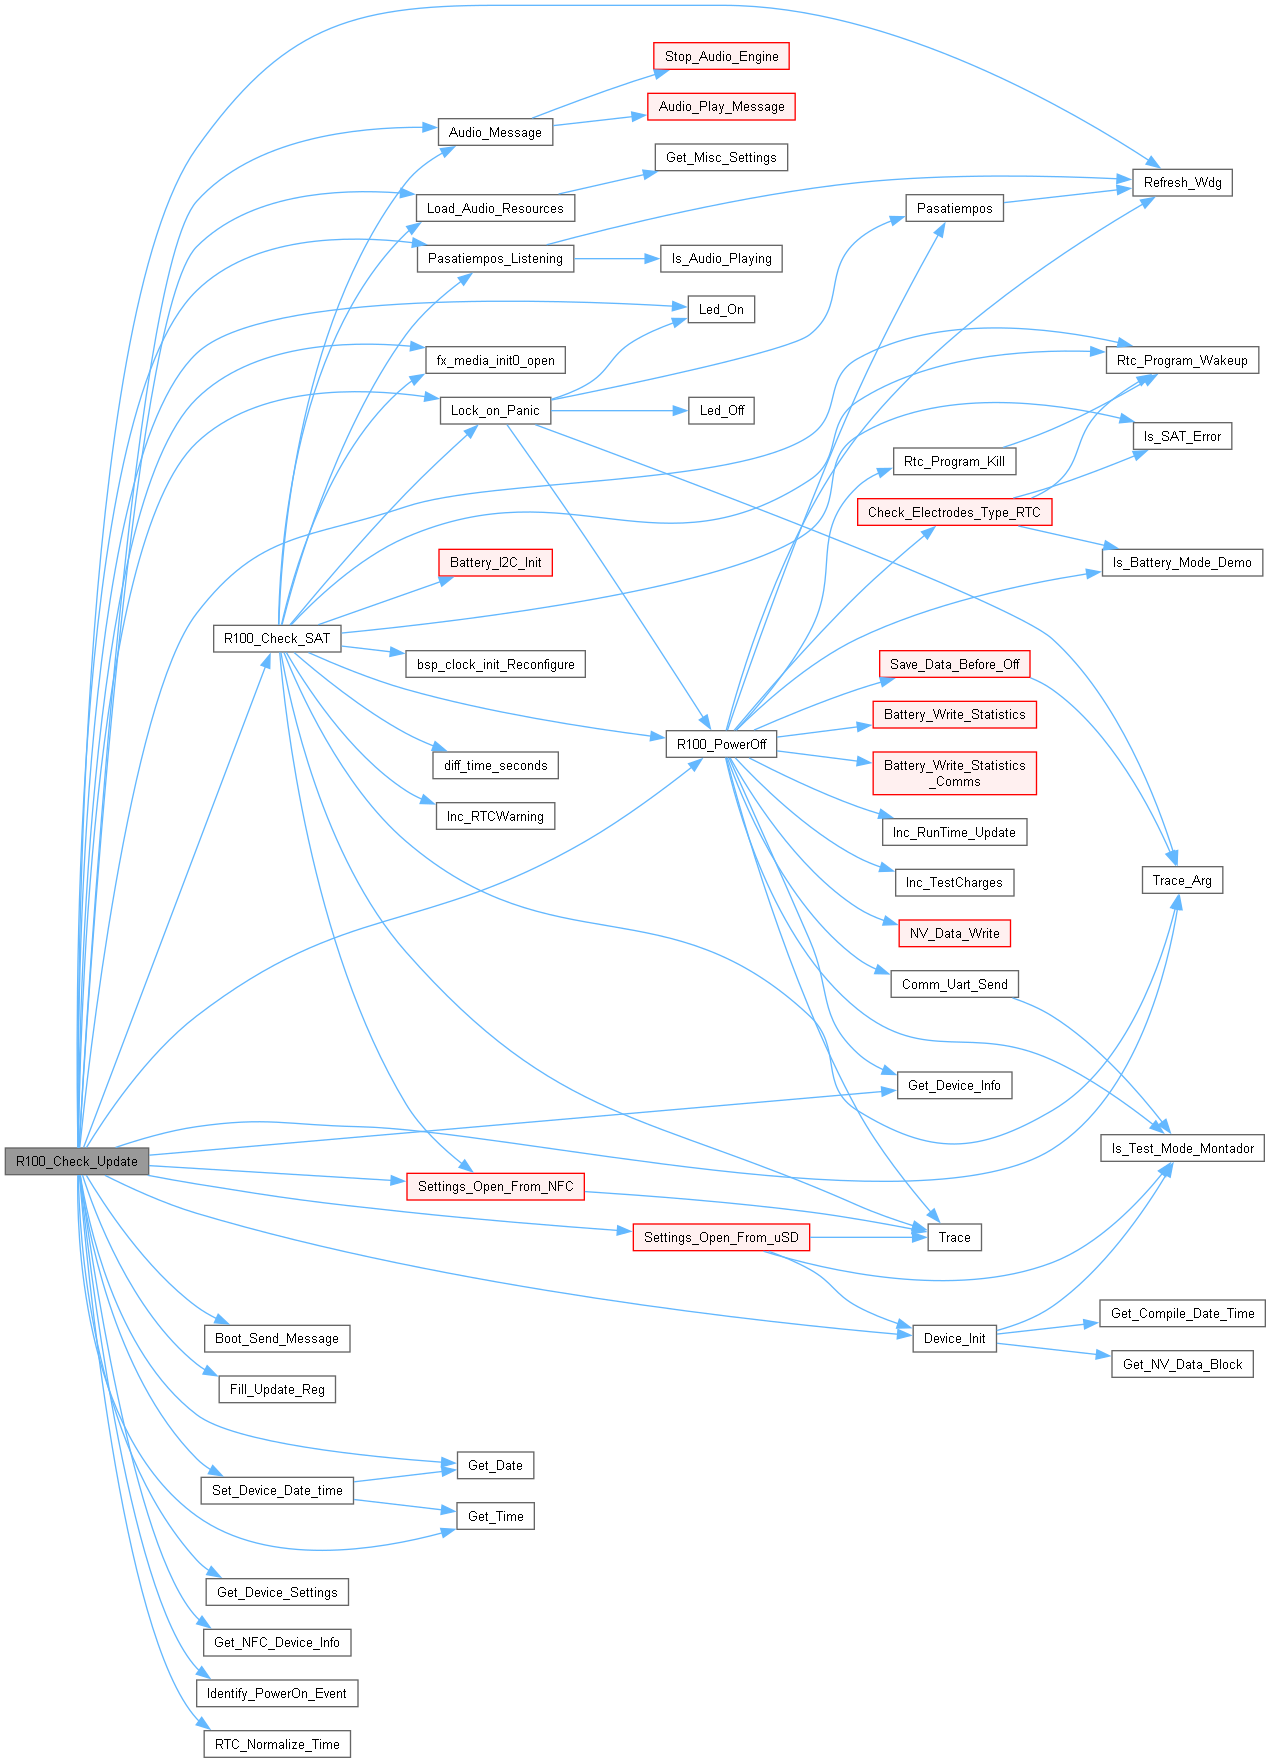 Stop_Audio_Engine
Audio_Play_Message
Audio_Message
Get_Misc_Settings
Refresh_Wdg
Load_Audio_Resources
Pasatiempos
Pasatiempos_Listening
Is_Audio_Playing
Led_On
fx_media_init0_open
Rtc_Program_Wakeup
Lock_on_Panic
Led_Off
Is_SAT_Error
Rtc_Program_Kill
Check_Electrodes_Type_RTC
Battery_I2C_Init
Is_Battery_Mode_Demo
R100_Check_SAT
bsp_clock_init_Reconfigure
Save_Data_Before_Off
Battery_Write_Statistics
R100_PowerOff
diff_time_seconds
Battery_Write_Statistics
_Comms
Inc_RTCWarning
Inc_RunTime_Update
Inc_TestCharges
Trace_Arg
NV_Data_Write
Comm_Uart_Send
Get_Device_Info
Is_Test_Mode_Montador
R100_Check_Update
Settings_Open_From_NFC
Settings_Open_From_uSD
Trace
Get_Compile_Date_Time
Boot_Send_Message
Device_Init
Get_NV_Data_Block
Fill_Update_Reg
Get_Date
Set_Device_Date_time
Get_Time
Get_Device_Settings
Get_NFC_Device_Info
Identify_PowerOn_Event
RTC_Normalize_Time